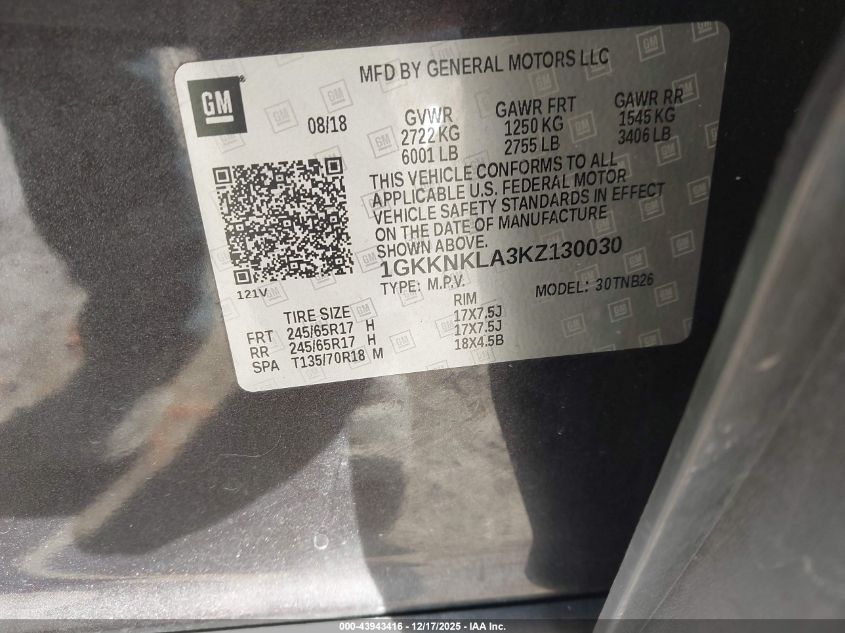 MFD BY GENERAL MOTORS LLC
GM
08/18
GVWR GAWR FRT GAWR RR
2722 KG 1250 KG 1545 KG
6001 LB 2755 LB 3406 LB
THIS VEHICLE CONFORMS TO ALL
APPLICABLE U.S. FEDERAL MOTOR
VEHICLE SAFETY STANDARDS IN EFFECT
ON THE DATE OF MANUFACTURE
SHOWN ABOVE.
1GKKNKLA3KZ130030
121V
TYPE: M.P.V. MODEL: 30TNB26
TIRE SIZE RIM
FRT 245/65R17 H 17X7.5J
RR 245/65R17 H 17X7.5J
SPA T135/70R18 M 18X4.5B
000-43943416 - 12/17/2025 - IAA Inc.